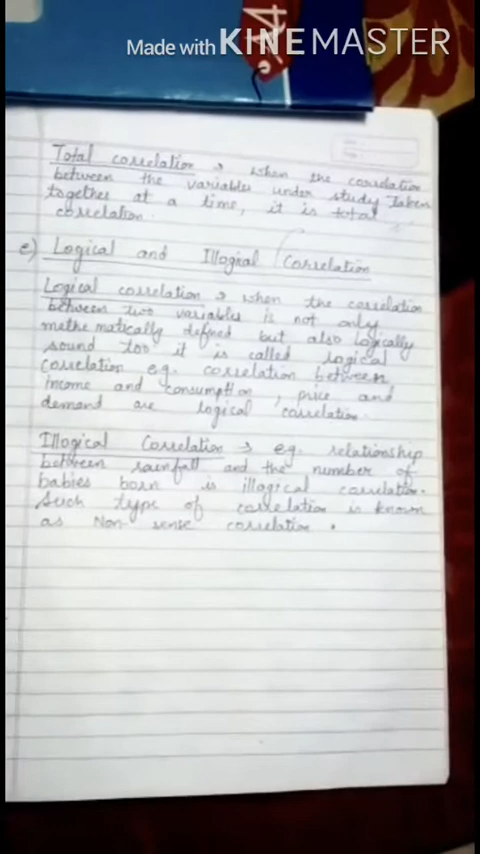 Made with KINEMASTER
Total correlation → when the correlation
between the variables under study Taken
together at a time, it is total
correlation.
e) Logical and Illogial Correlation
Logical correlation → when the correlation
between two variables is not only
mathematically defined but also logically
sound too it is called logical
correlation eg. correlation between
income and consumption, price and
demand are logical correlation.
Illogical Correlation → eg. relationship
between rainfall and the number of
babies born is illogical correlation.
Such type of correlation is known
as Non-sense correlation.